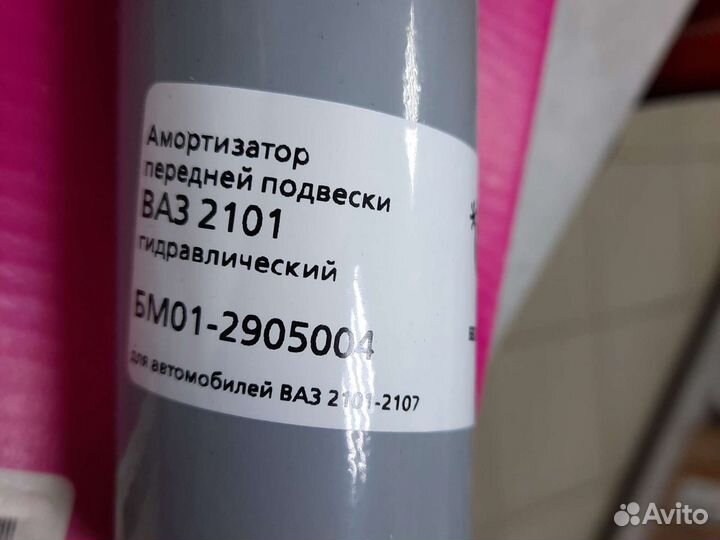 Амортизатор
передней подвески
ВАЗ 2101
гидравлический
БМ01-2905004
для автомобилей ВАЗ 2101-2107
Avito